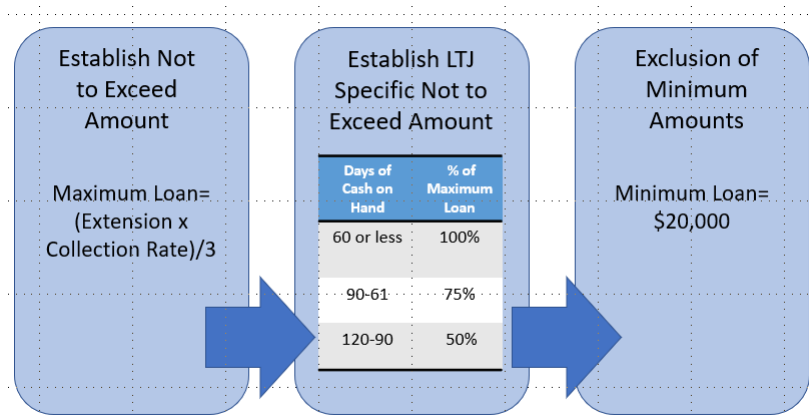 Establish Not
to Exceed
Amount
Maximum Loan=
(Extension x
Collection Rate)/3
Establish LTJ
Specific Not to
Exceed Amount
Days of
Cash on
Hand
% of
Maximum
Loan
60 or less 100%
90-61 75%
120-90 50%
Exclusion of
Minimum
Amounts
Minimum Loan=
$20,000